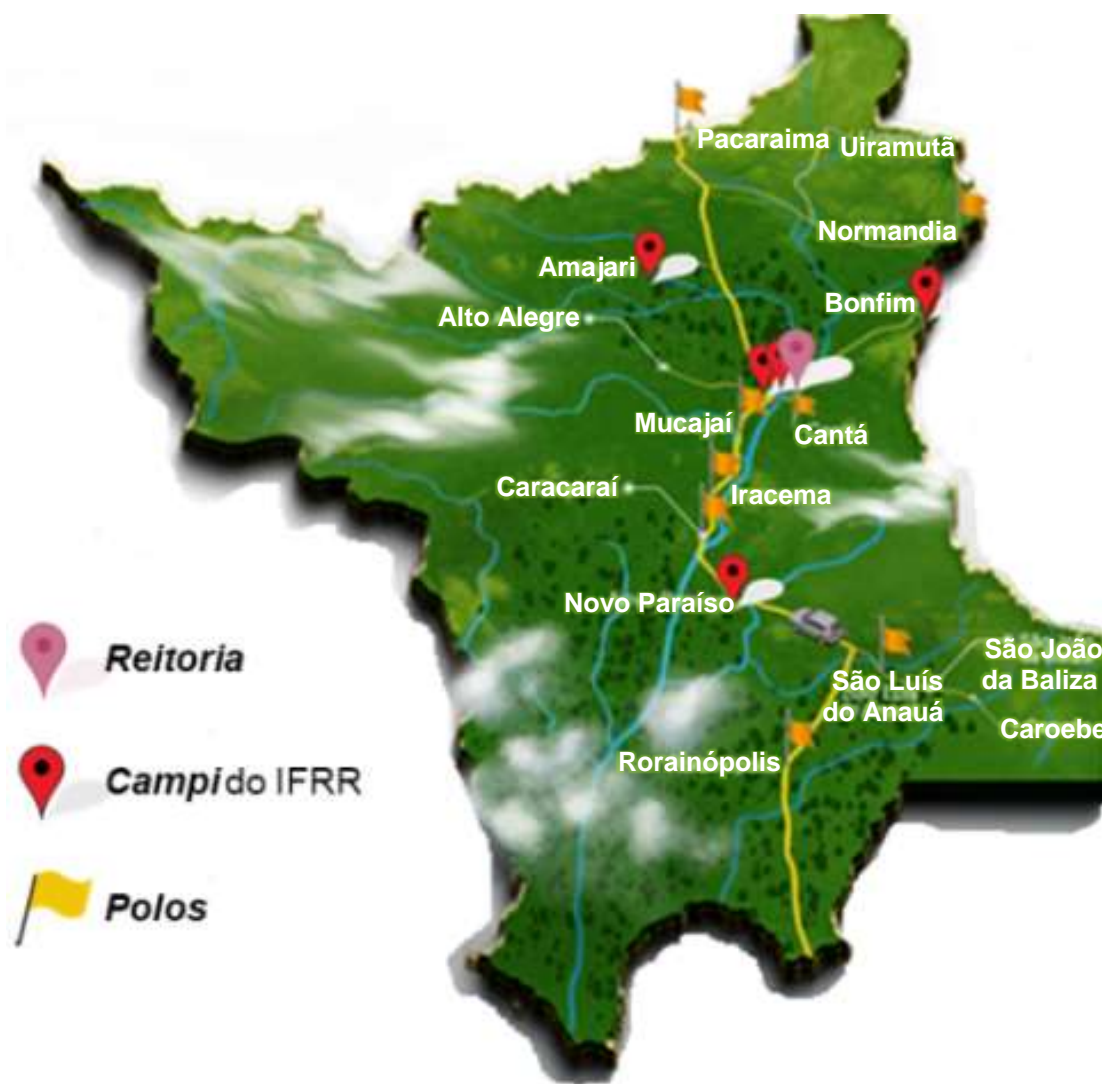 Pacaraima
Uiramutã
Normandia
Amajari
Bonfim
Alto Alegre
Mucajaí
Cantá
Caracaraí
Iracema
Novo Paraíso
São João
da Baliza
São Luís
do Anauá
Caroebe
Rorainópolis
Reitoria
Campi do IFRR
Polos